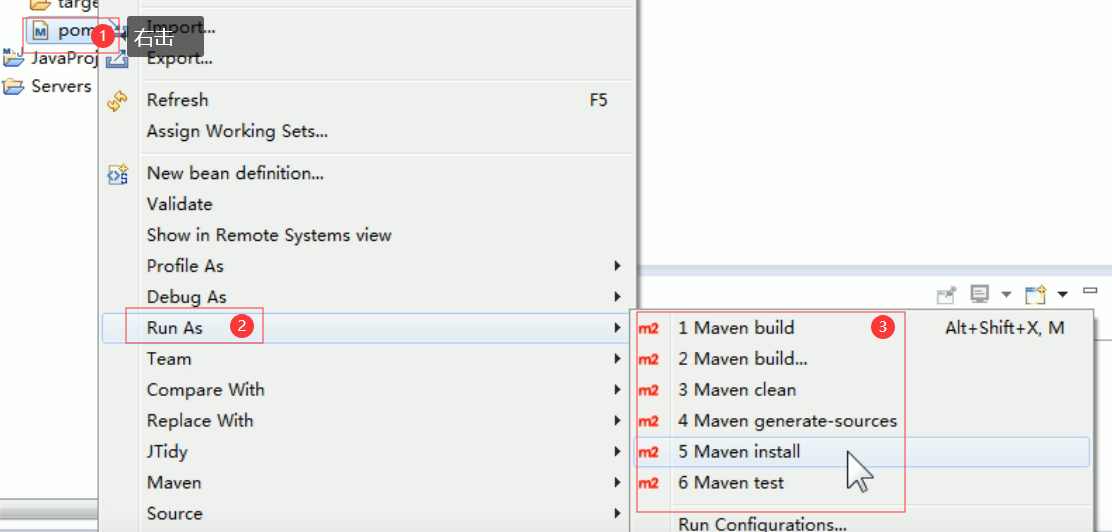 targe
pom
1
右击
JavaProj
Servers
Import...
Export...
Refresh F5
Assign Working Sets...
New bean definition...
Validate
Show in Remote Systems view
Profile As
Debug As
Run As 2
Team
Compare With
Replace With
JTidy
Maven
Source
m2 1 Maven build 3 Alt+Shift+X, M
m2 2 Maven build...
m2 3 Maven clean
m2 4 Maven generate-sources
m2 5 Maven install
m2 6 Maven test
Run Configurations...